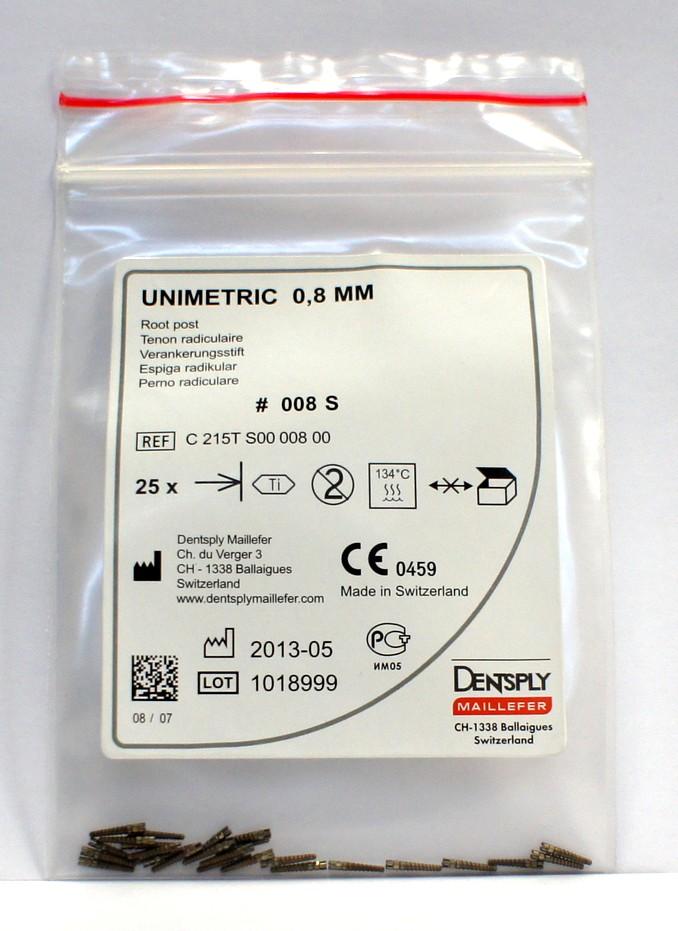 UNIMETRIC 0,8 MM
Root post
Tenon radiculaire
Verankerungsstift
Espiga radikular
Perno radiculare
# 008 S
REF C 215T S00 008 00
25 x Ti 2 134°C
Dentsply Maillefer
Ch. du Verger 3
CH - 1338 Ballaigues
Switzerland
www.dentsplymaillefer.com
CE 0459
Made in Switzerland
2013-05
LOT 1018999
РСТ
ИМ05
08 / 07
DENTSPLY
MAILLEFER
CH-1338 Ballaigues
Switzerland